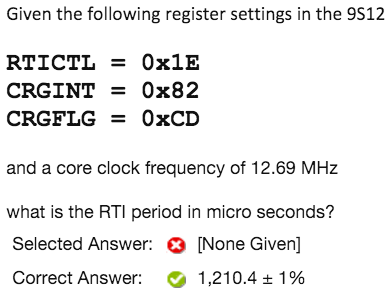 Given the following register settings in the 9S12
RTICTL = 0x1E
CRGINT = 0x82
CRGFLG = 0xCD
and a core clock frequency of 12.69 MHz
what is the RTI period in micro seconds?
Selected Answer: [None Given]
Correct Answer: 1,210.4 ± 1%